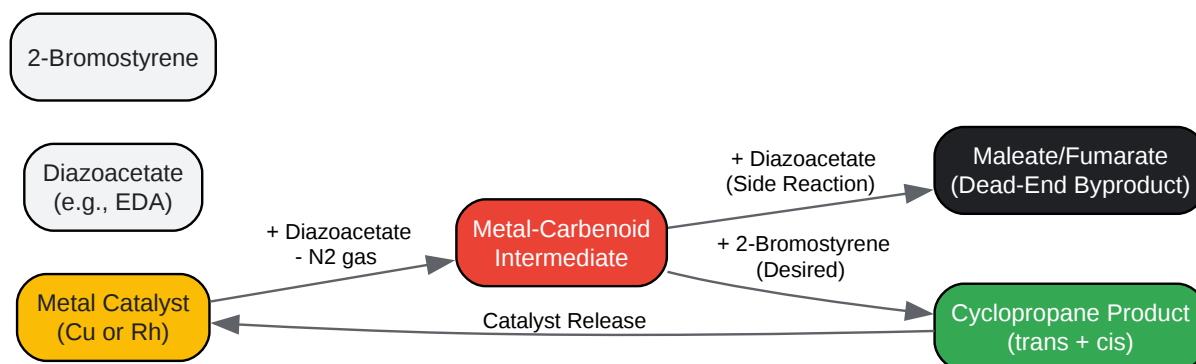 2-Bromostyrene
Diazoacetate
(e.g., EDA)
Metal Catalyst
(Cu or Rh)
+ Diazoacetate
- N2 gas
Metal-Carbenoid
Intermediate
+ Diazoacetate
(Side Reaction)
+ 2-Bromostyrene
(Desired)
Catalyst Release
Maleate/Fumarate
(Dead-End Byproduct)
Cyclopropane Product
(trans + cis)